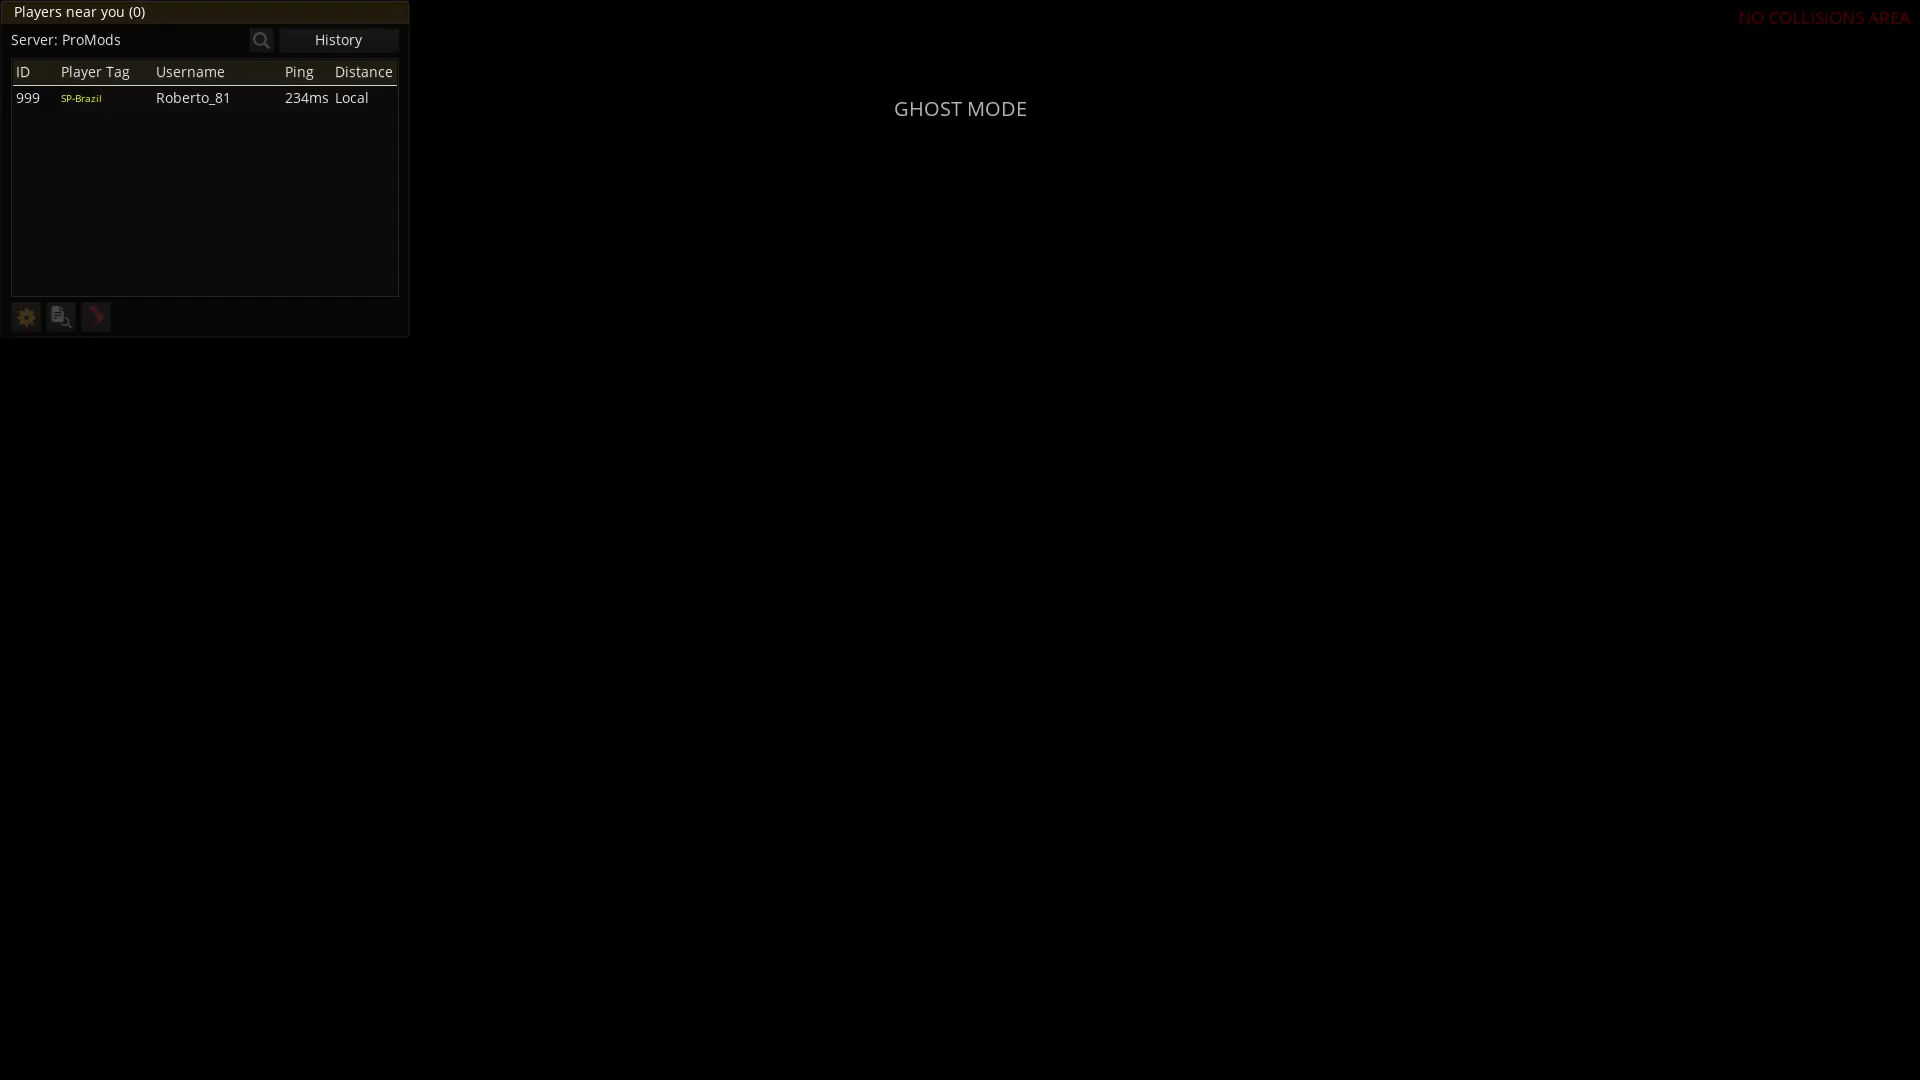 Players near you (0)
NO COLLISIONS AREA
Server: ProMods
History
ID Player Tag Username Ping Distance
999 SP-Brazil Roberto_81 234ms Local
GHOST MODE